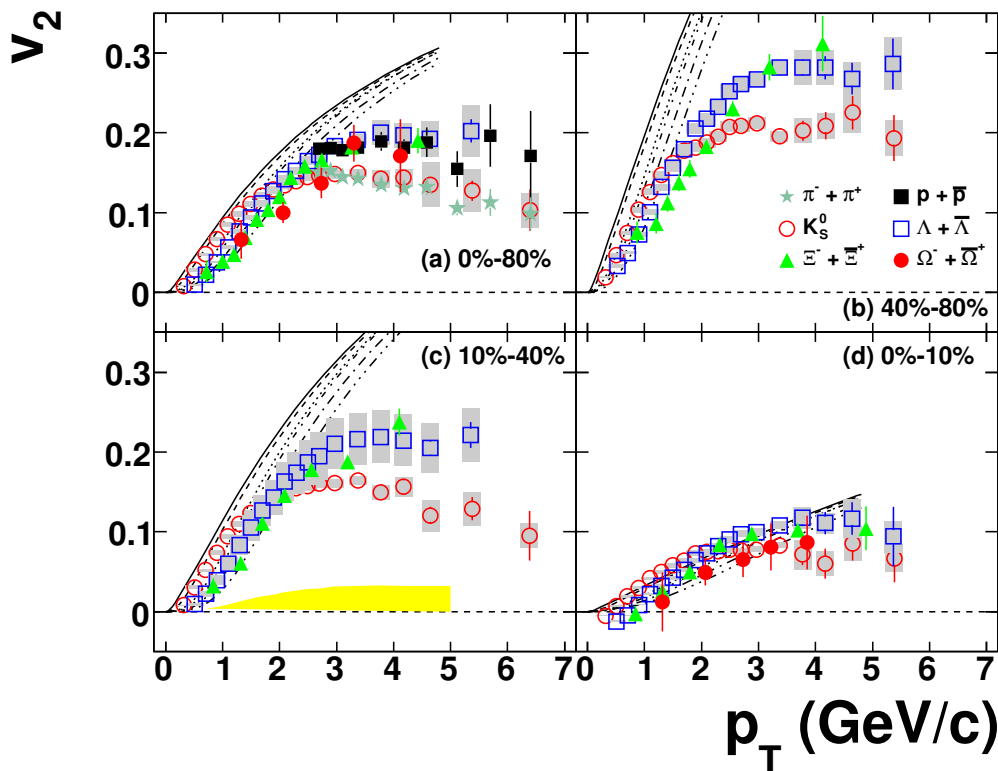 v₂
0.3
0.2
0.1
0
(a) 0%-80%
π⁻ + π⁺
p + p̅
K⁰_S
Λ + Λ̅
Ξ⁻ + Ξ̅⁺
Ω⁻ + Ω̅⁺
(b) 40%-80%
0.3
0.2
0.1
0
(c) 10%-40%
(d) 0%-10%
0 1 2 3 4 5 6 7
0 1 2 3 4 5 6 7
p_T (GeV/c)